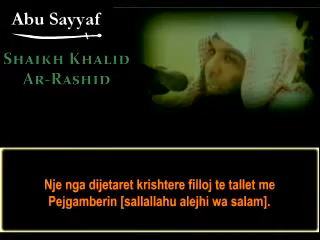 Abu Sayyaf
Shaikh Khalid
Ar-Rashid
Nje nga dijetaret krishtere filloj te tallet me
Pejgamberin [sallallahu alejhi wa salam].